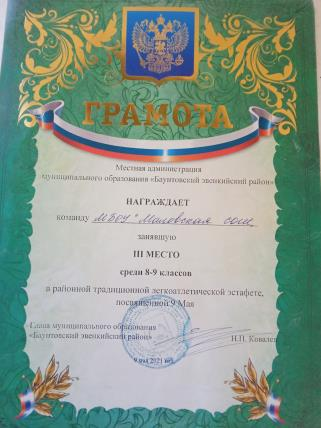 ГРАМОТА
Местная администрация
муниципального образования «Баунтовский эвенкийский район»
НАГРАЖДАЕТ
команду МБОУ "Маловская сош"
занявшую
III МЕСТО
среди 8-9 классов
в районной традиционной легкоатлетической эстафете,
посвященной 9 Мая
Глава муниципального образования
«Баунтовский эвенкийский район»
Н.П. Ковалев
9 мая 2021